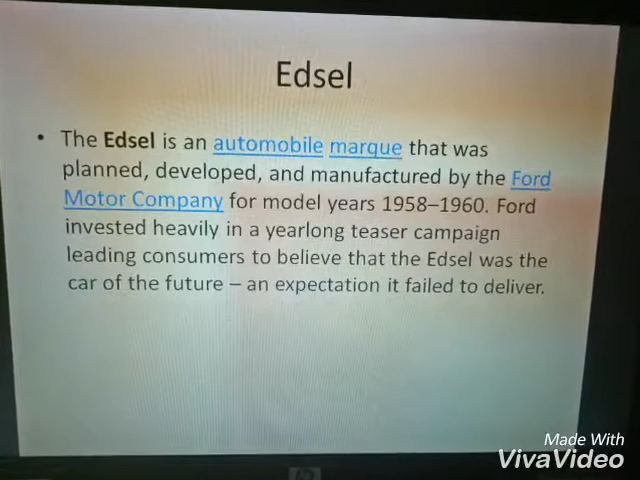 Edsel
• The Edsel is an automobile marque that was
planned, developed, and manufactured by the Ford
Motor Company for model years 1958–1960. Ford
invested heavily in a yearlong teaser campaign
leading consumers to believe that the Edsel was the
car of the future – an expectation it failed to deliver.
hp
Made With
VivaVideo